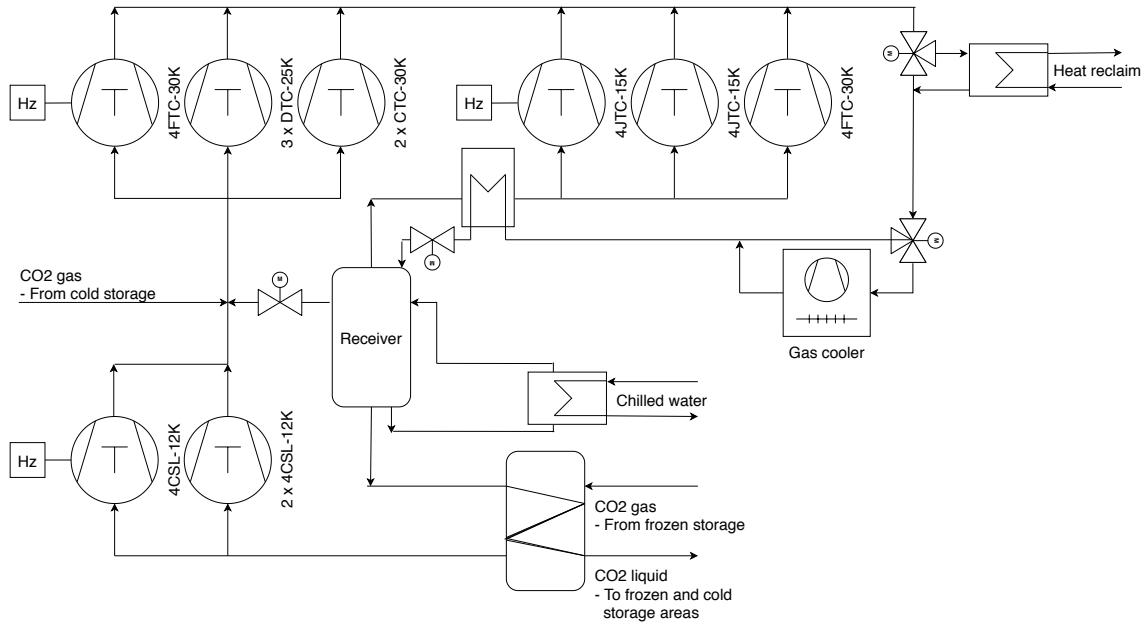 Hz
4FTC-30K
3 x DTC-25K
2 x CTC-30K
Hz
4JTC-15K
4JTC-15K
4FTC-30K
M
Heat reclaim
M
M
M
CO2 gas
- From cold storage
M
Receiver
Gas cooler
Chilled water
Hz
4CSL-12K
2 x 4CSL-12K
CO2 gas
- From frozen storage
CO2 liquid
- To frozen and cold
storage areas